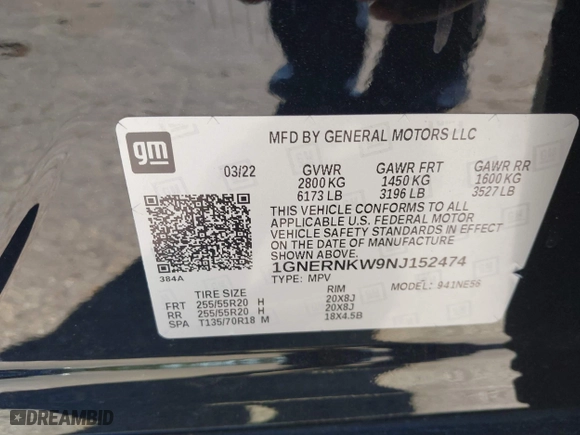 gm
MFD BY GENERAL MOTORS LLC
03/22 GVWR GAWR FRT GAWR RR
2800 KG 1450 KG 1600 KG
6173 LB 3196 LB 3527 LB
THIS VEHICLE CONFORMS TO ALL
APPLICABLE U.S. FEDERAL MOTOR
VEHICLE SAFETY STANDARDS IN EFFECT
ON THE DATE OF MANUFACTURE
SHOWN ABOVE.
1GNERNKW9NJ152474
384A
TYPE: MPV MODEL: 941NE56
TIRE SIZE RIM
FRT 255/55R20 H 20X8J
RR 255/55R20 H 20X8J
SPA T135/70R18 M 18X4.5B
DREAMBID